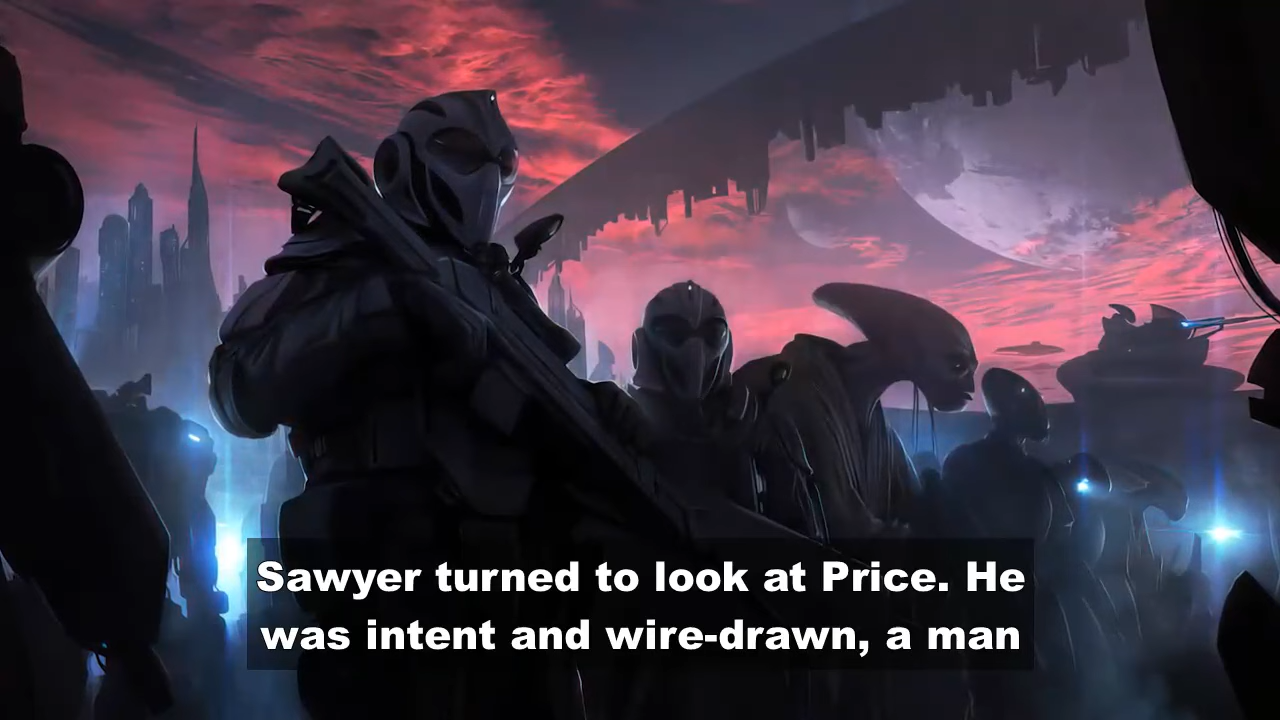 Sawyer turned to look at Price. He
was intent and wire-drawn, a man